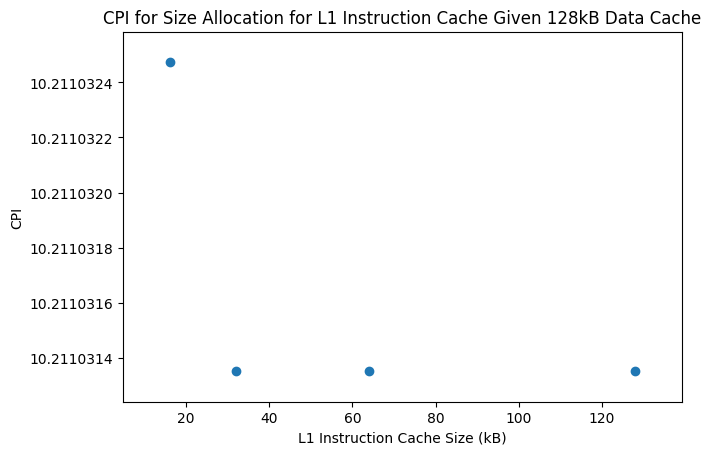 CPI for Size Allocation for L1 Instruction Cache Given 128kB Data Cache
10.2110324
10.2110322
10.2110320
10.2110318
10.2110316
10.2110314
CPI
20 40 60 80 100 120
L1 Instruction Cache Size (kB)